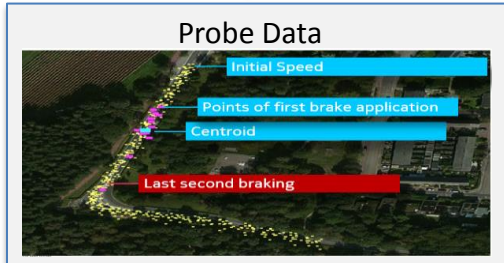 Probe Data
Initial Speed
Points of first brake application
Centroid
Last second braking